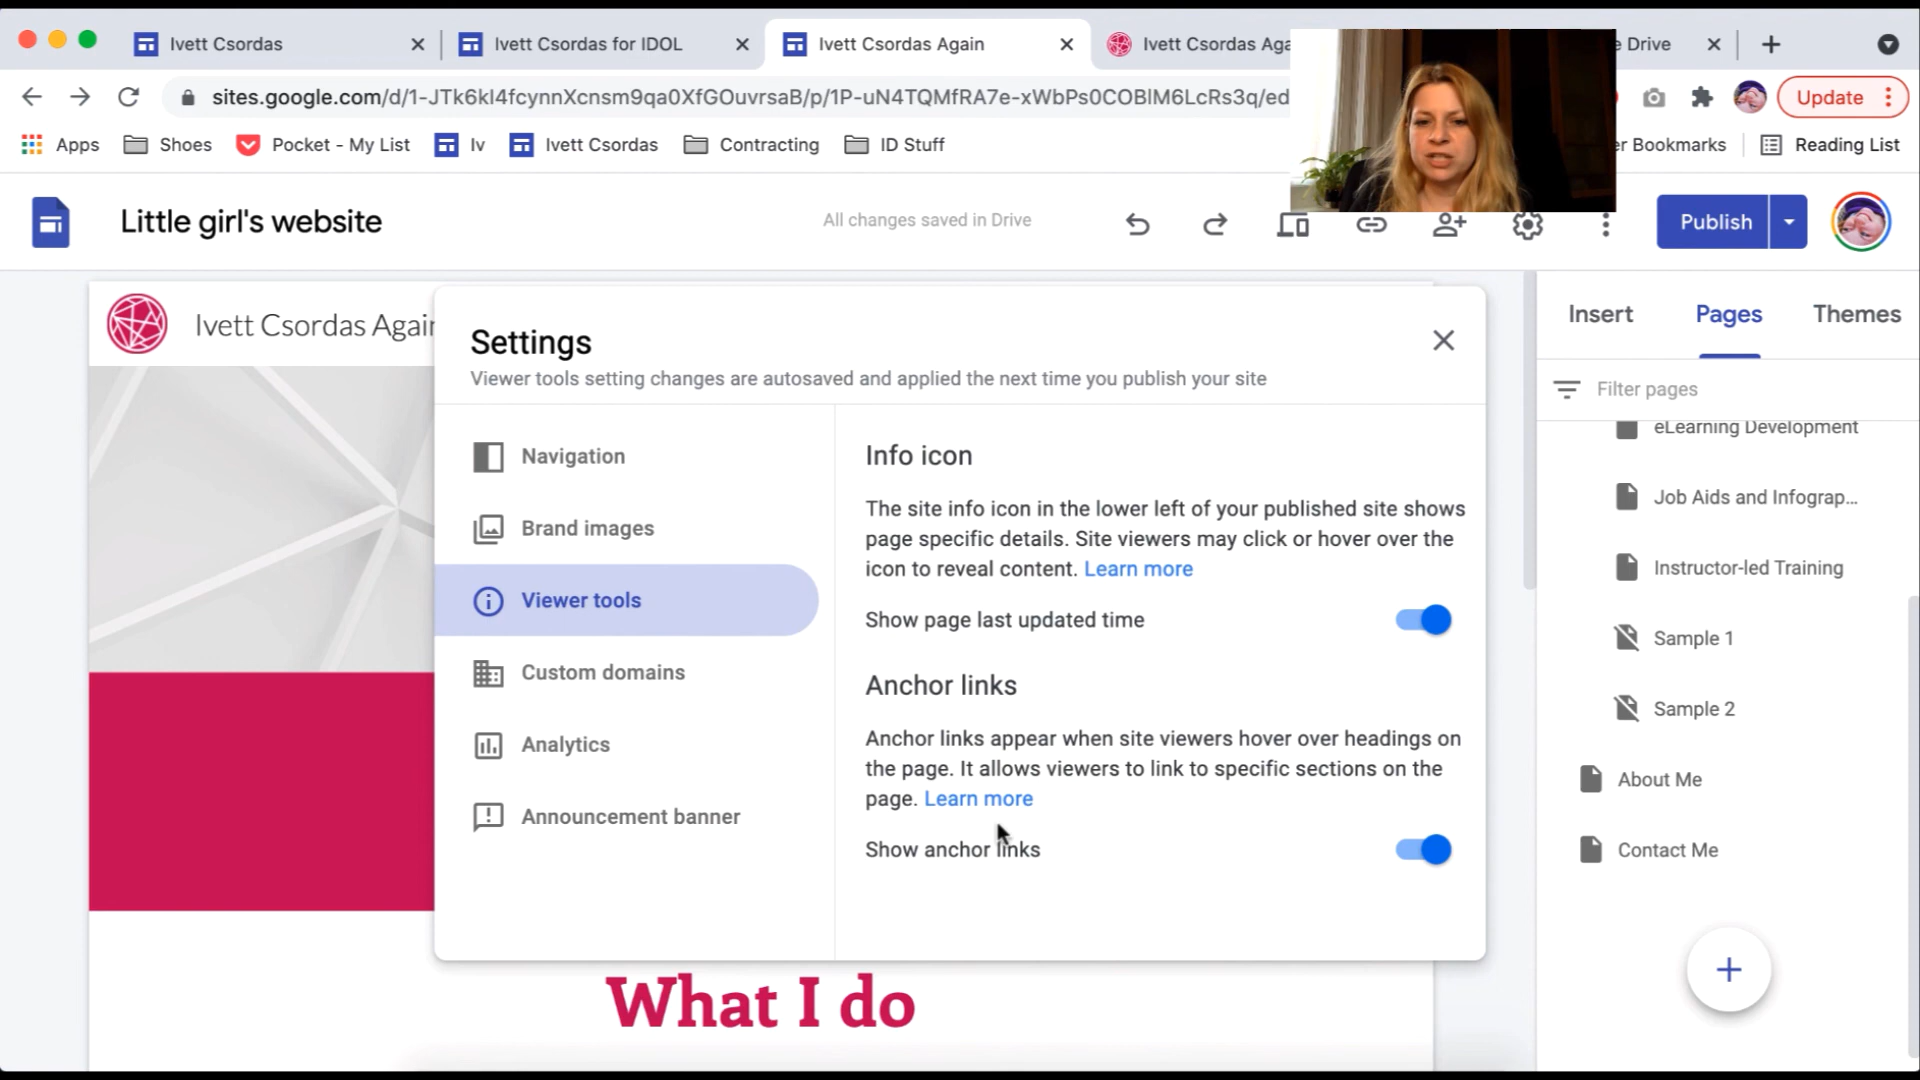 Ivett Csordas
Ivett Csordas for IDOL
Ivett Csordas Again
Ivett Csordas Aga
e Drive
sites.google.com/d/1-JTk6kI4fcynnXcnsm9qa0XfGOuvrsaB/p/1P-uN4TQMfRA7e-xWbPs0COBlM6LcRs3q/ed
Update
Apps
Shoes
Pocket - My List
Iv
Ivett Csordas
Contracting
ID Stuff
er Bookmarks
Reading List
Little girl's website
All changes saved in Drive
Publish
Ivett Csordas Again
Settings
Viewer tools setting changes are autosaved and applied the next time you publish your site
Navigation
Brand images
Viewer tools
Custom domains
Analytics
Announcement banner
Info icon
The site info icon in the lower left of your published site shows
page specific details. Site viewers may click or hover over the
icon to reveal content. Learn more
Show page last updated time
Anchor links
Anchor links appear when site viewers hover over headings on
the page. It allows viewers to link to specific sections on the
page. Learn more
Show anchor links
Insert
Pages
Themes
Filter pages
eLearning Development
Job Aids and Infograp...
Instructor-led Training
Sample 1
Sample 2
About Me
Contact Me
What I do